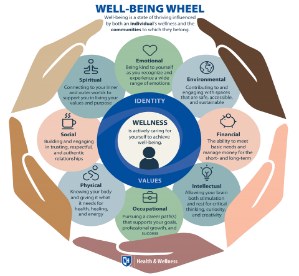 WELL-BEING WHEEL
Well-being is a state of thriving influenced
by both an individual's wellness and the
communities to which they belong.
Emotional
Being kind to yourself
as you recognize and
experience a wide
range of emotions
Spiritual
Connecting to your inner
and outer worlds to
support you in living your
values and purpose
Environmental
Contributing to and
engaging with spaces
that are safe, accessible,
and sustainable
IDENTITY
Social
Building and engaging
in trusting, respectful,
and authentic
relationships
WELLNESS
is actively caring for
yourself to achieve
well-being.
Financial
The ability to meet
basic needs and
manage money for the
short- and long-term
VALUES
Physical
Knowing your body
and giving it what
it needs for
health, healing,
and energy
Intellectual
Allowing your brain
both stimulation
and rest for critical
thinking, curiosity,
and creativity
Occupational
Pursuing a career path(s)
that supports your goals,
professional growth, and
success
Health & Wellness